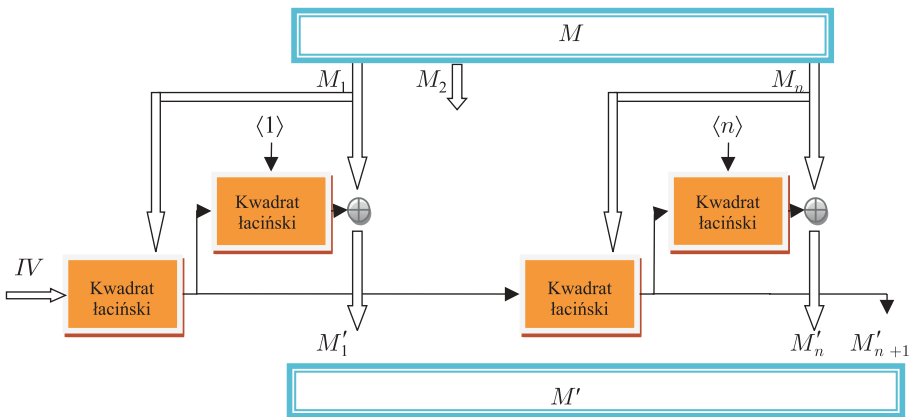 M
M₁
M₂
Mₙ
⟨1⟩
⟨n⟩
Kwadrat
łaciński
Kwadrat
łaciński
IV
Kwadrat
łaciński
Kwadrat
łaciński
M′₁
M′ₙ
M′ₙ₊₁
M′